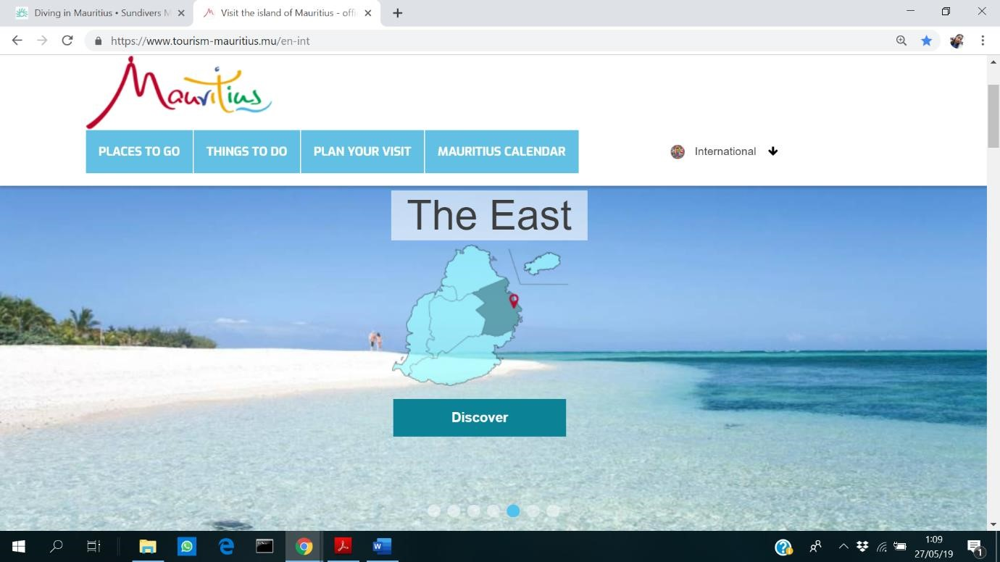 Diving in Mauritius • Sundivers M
Visit the island of Mauritius - offi
https://www.tourism-mauritius.mu/en-int
Mauritius
PLACES TO GO
THINGS TO DO
PLAN YOUR VISIT
MAURITIUS CALENDAR
International
The East
Discover
1:09
27/05/19
1